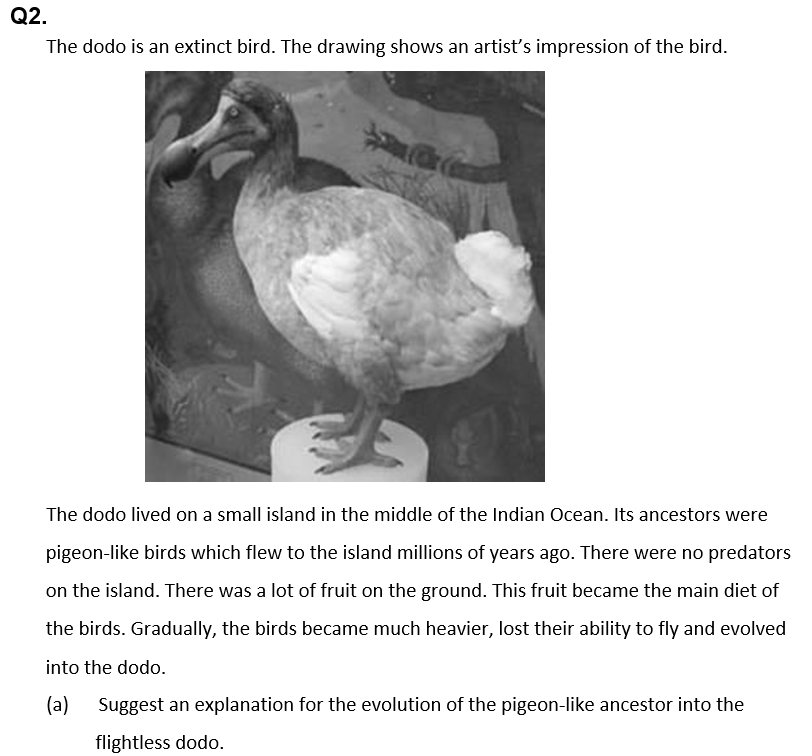 Q2.
The dodo is an extinct bird. The drawing shows an artist's impression of the bird.
The dodo lived on a small island in the middle of the Indian Ocean. Its ancestors were
pigeon-like birds which flew to the island millions of years ago. There were no predators
on the island. There was a lot of fruit on the ground. This fruit became the main diet of
the birds. Gradually, the birds became much heavier, lost their ability to fly and evolved
into the dodo.
(a) Suggest an explanation for the evolution of the pigeon-like ancestor into the
flightless dodo.